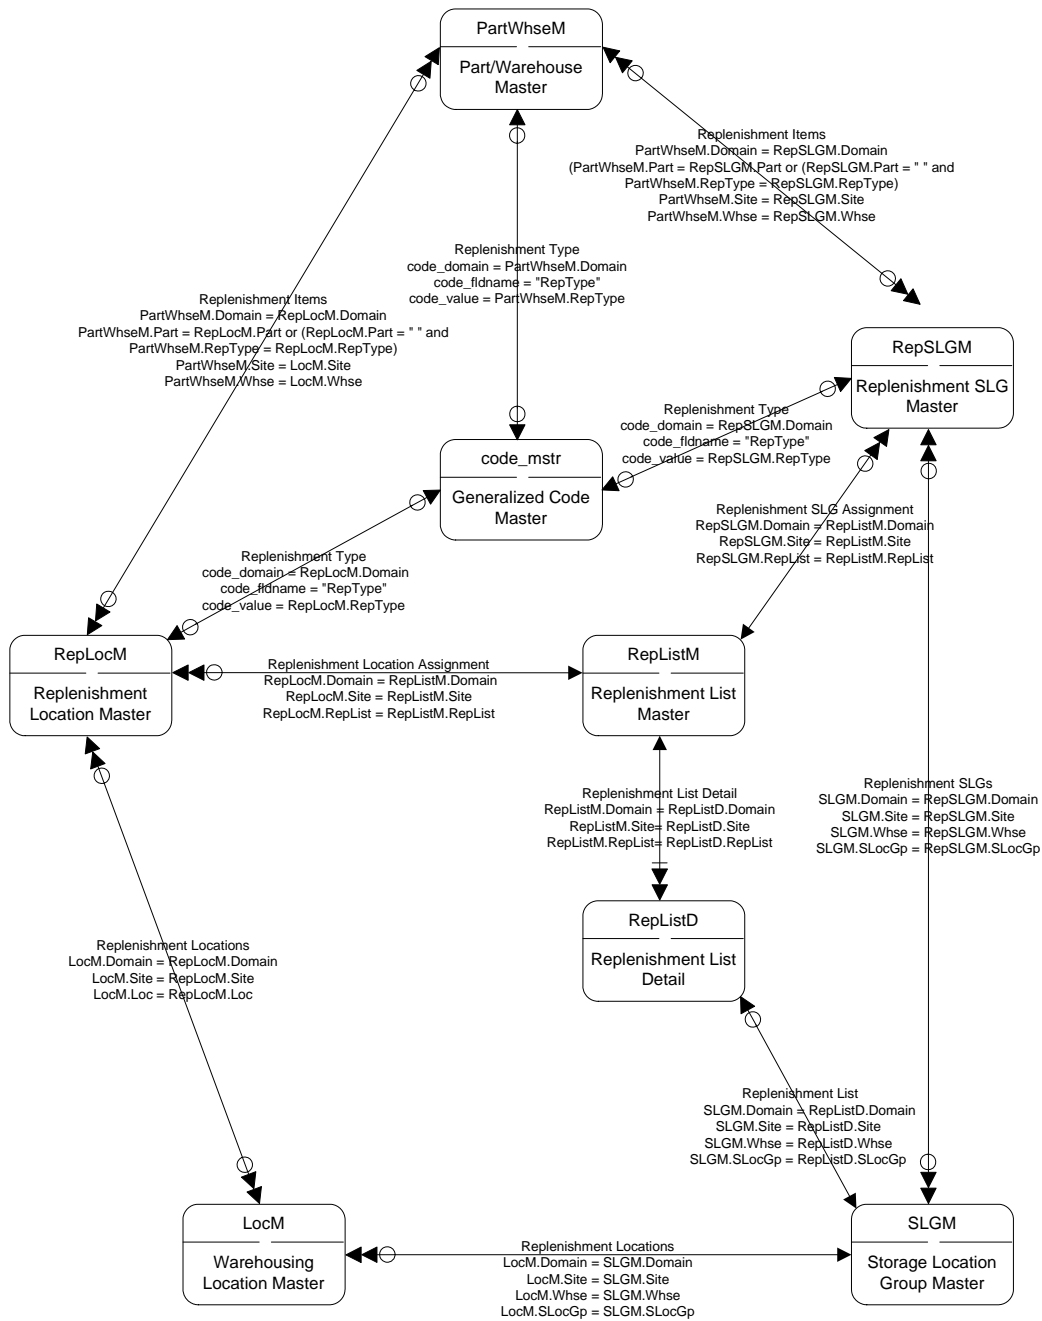 PartWhseM
Part/Warehouse
Master
Replenishment Items
PartWhseM.Domain = RepSLGM.Domain
(PartWhseM.Part = RepSLGM.Part or (RepSLGM.Part = " " and
PartWhseM.RepType = RepSLGM.RepType)
PartWhseM.Site = RepSLGM.Site
PartWhseM.Whse = RepSLGM.Whse
Replenishment Type
code_domain = PartWhseM.Domain
code_fldname = "RepType"
code_value = PartWhseM.RepType
Replenishment Items
PartWhseM.Domain = RepLocM.Domain
PartWhseM.Part = RepLocM.Part or (RepLocM.Part = " " and
PartWhseM.RepType = RepLocM.RepType)
PartWhseM.Site = LocM.Site
PartWhseM.Whse = LocM.Whse
RepSLGM
Replenishment SLG
Master
Replenishment Type
code_domain = RepSLGM.Domain
code_fldname = "RepType"
code_value = RepSLGM.RepType
code_mstr
Generalized Code
Master
Replenishment SLG Assignment
RepSLGM.Domain = RepListM.Domain
RepSLGM.Site = RepListM.Site
RepSLGM.RepList = RepListM.RepList
Replenishment Type
code_domain = RepLocM.Domain
code_fldname = "RepType"
code_value = RepLocM.RepType
RepLocM
Replenishment
Location Master
Replenishment Location Assignment
RepLocM.Domain = RepListM.Domain
RepLocM.Site = RepListM.Site
RepLocM.RepList = RepListM.RepList
RepListM
Replenishment List
Master
Replenishment List Detail
RepListM.Domain = RepListD.Domain
RepListM.Site= RepListD.Site
RepListM.RepList= RepListD.RepList
Replenishment SLGs
SLGM.Domain = RepSLGM.Domain
SLGM.Site = RepSLGM.Site
SLGM.Whse = RepSLGM.Whse
SLGM.SLocGp = RepSLGM.SLocGp
RepListD
Replenishment List
Detail
Replenishment Locations
LocM.Domain = RepLocM.Domain
LocM.Site = RepLocM.Site
LocM.Loc = RepLocM.Loc
Replenishment List
SLGM.Domain = RepListD.Domain
SLGM.Site = RepListD.Site
SLGM.Whse = RepListD.Whse
SLGM.SLocGp = RepListD.SLocGp
LocM
Warehousing
Location Master
Replenishment Locations
LocM.Domain = SLGM.Domain
LocM.Site = SLGM.Site
LocM.Whse = SLGM.Whse
LocM.SLocGp = SLGM.SLocGp
SLGM
Storage Location
Group Master